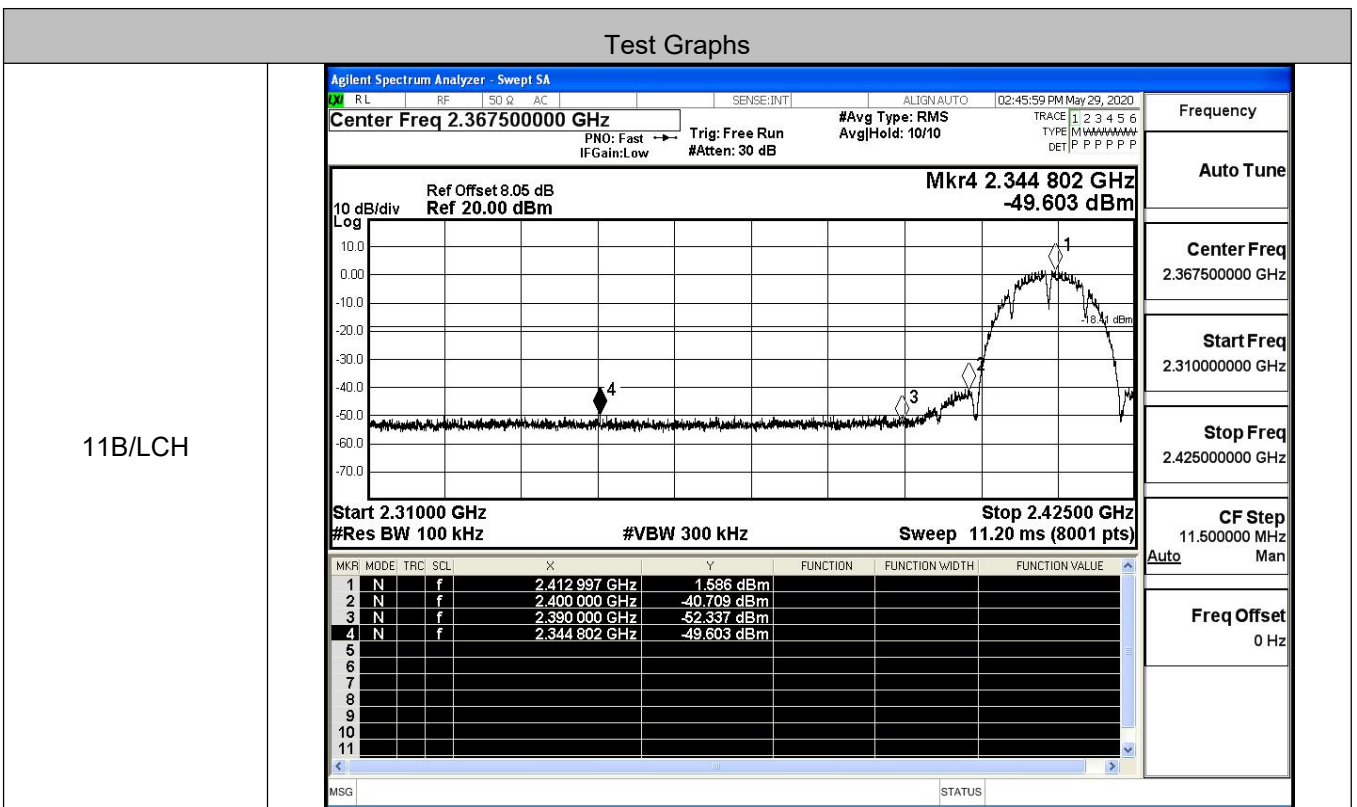 Test Graphs
11B/LCH
Agilent Spectrum Analyzer - Swept SA
LXI RL RF 50 Ω AC SENSE:INT ALIGN AUTO 02:45:59 PM May 29, 2020
Center Freq 2.367500000 GHz
PNO: Fast
IFGain:Low
Trig: Free Run
#Atten: 30 dB
#Avg Type: RMS
Avg|Hold: 10/10
TRACE 1 2 3 4 5 6
TYPE M WWWWW
DET P P P P P P
Mkr4 2.344 802 GHz
-49.603 dBm
Ref Offset 8.05 dB
10 dB/div Ref 20.00 dBm
Log
10.0
0.00
-10.0
-20.0
-30.0
-40.0
-50.0
-60.0
-70.0
1
-18.41 dBm
2
3
4
Start 2.31000 GHz Stop 2.42500 GHz
#Res BW 100 kHz #VBW 300 kHz Sweep 11.20 ms (8001 pts)
MKR MODE TRC SCL X Y FUNCTION FUNCTION WIDTH FUNCTION VALUE
1 N f 2.412 997 GHz 1.586 dBm
2 N f 2.400 000 GHz -40.709 dBm
3 N f 2.390 000 GHz -52.337 dBm
4 N f 2.344 802 GHz -49.603 dBm
5
6
7
8
9
10
11
MSG STATUS
Frequency
Auto Tune
Center Freq
2.367500000 GHz
Start Freq
2.310000000 GHz
Stop Freq
2.425000000 GHz
CF Step
11.500000 MHz
Auto Man
Freq Offset
0 Hz